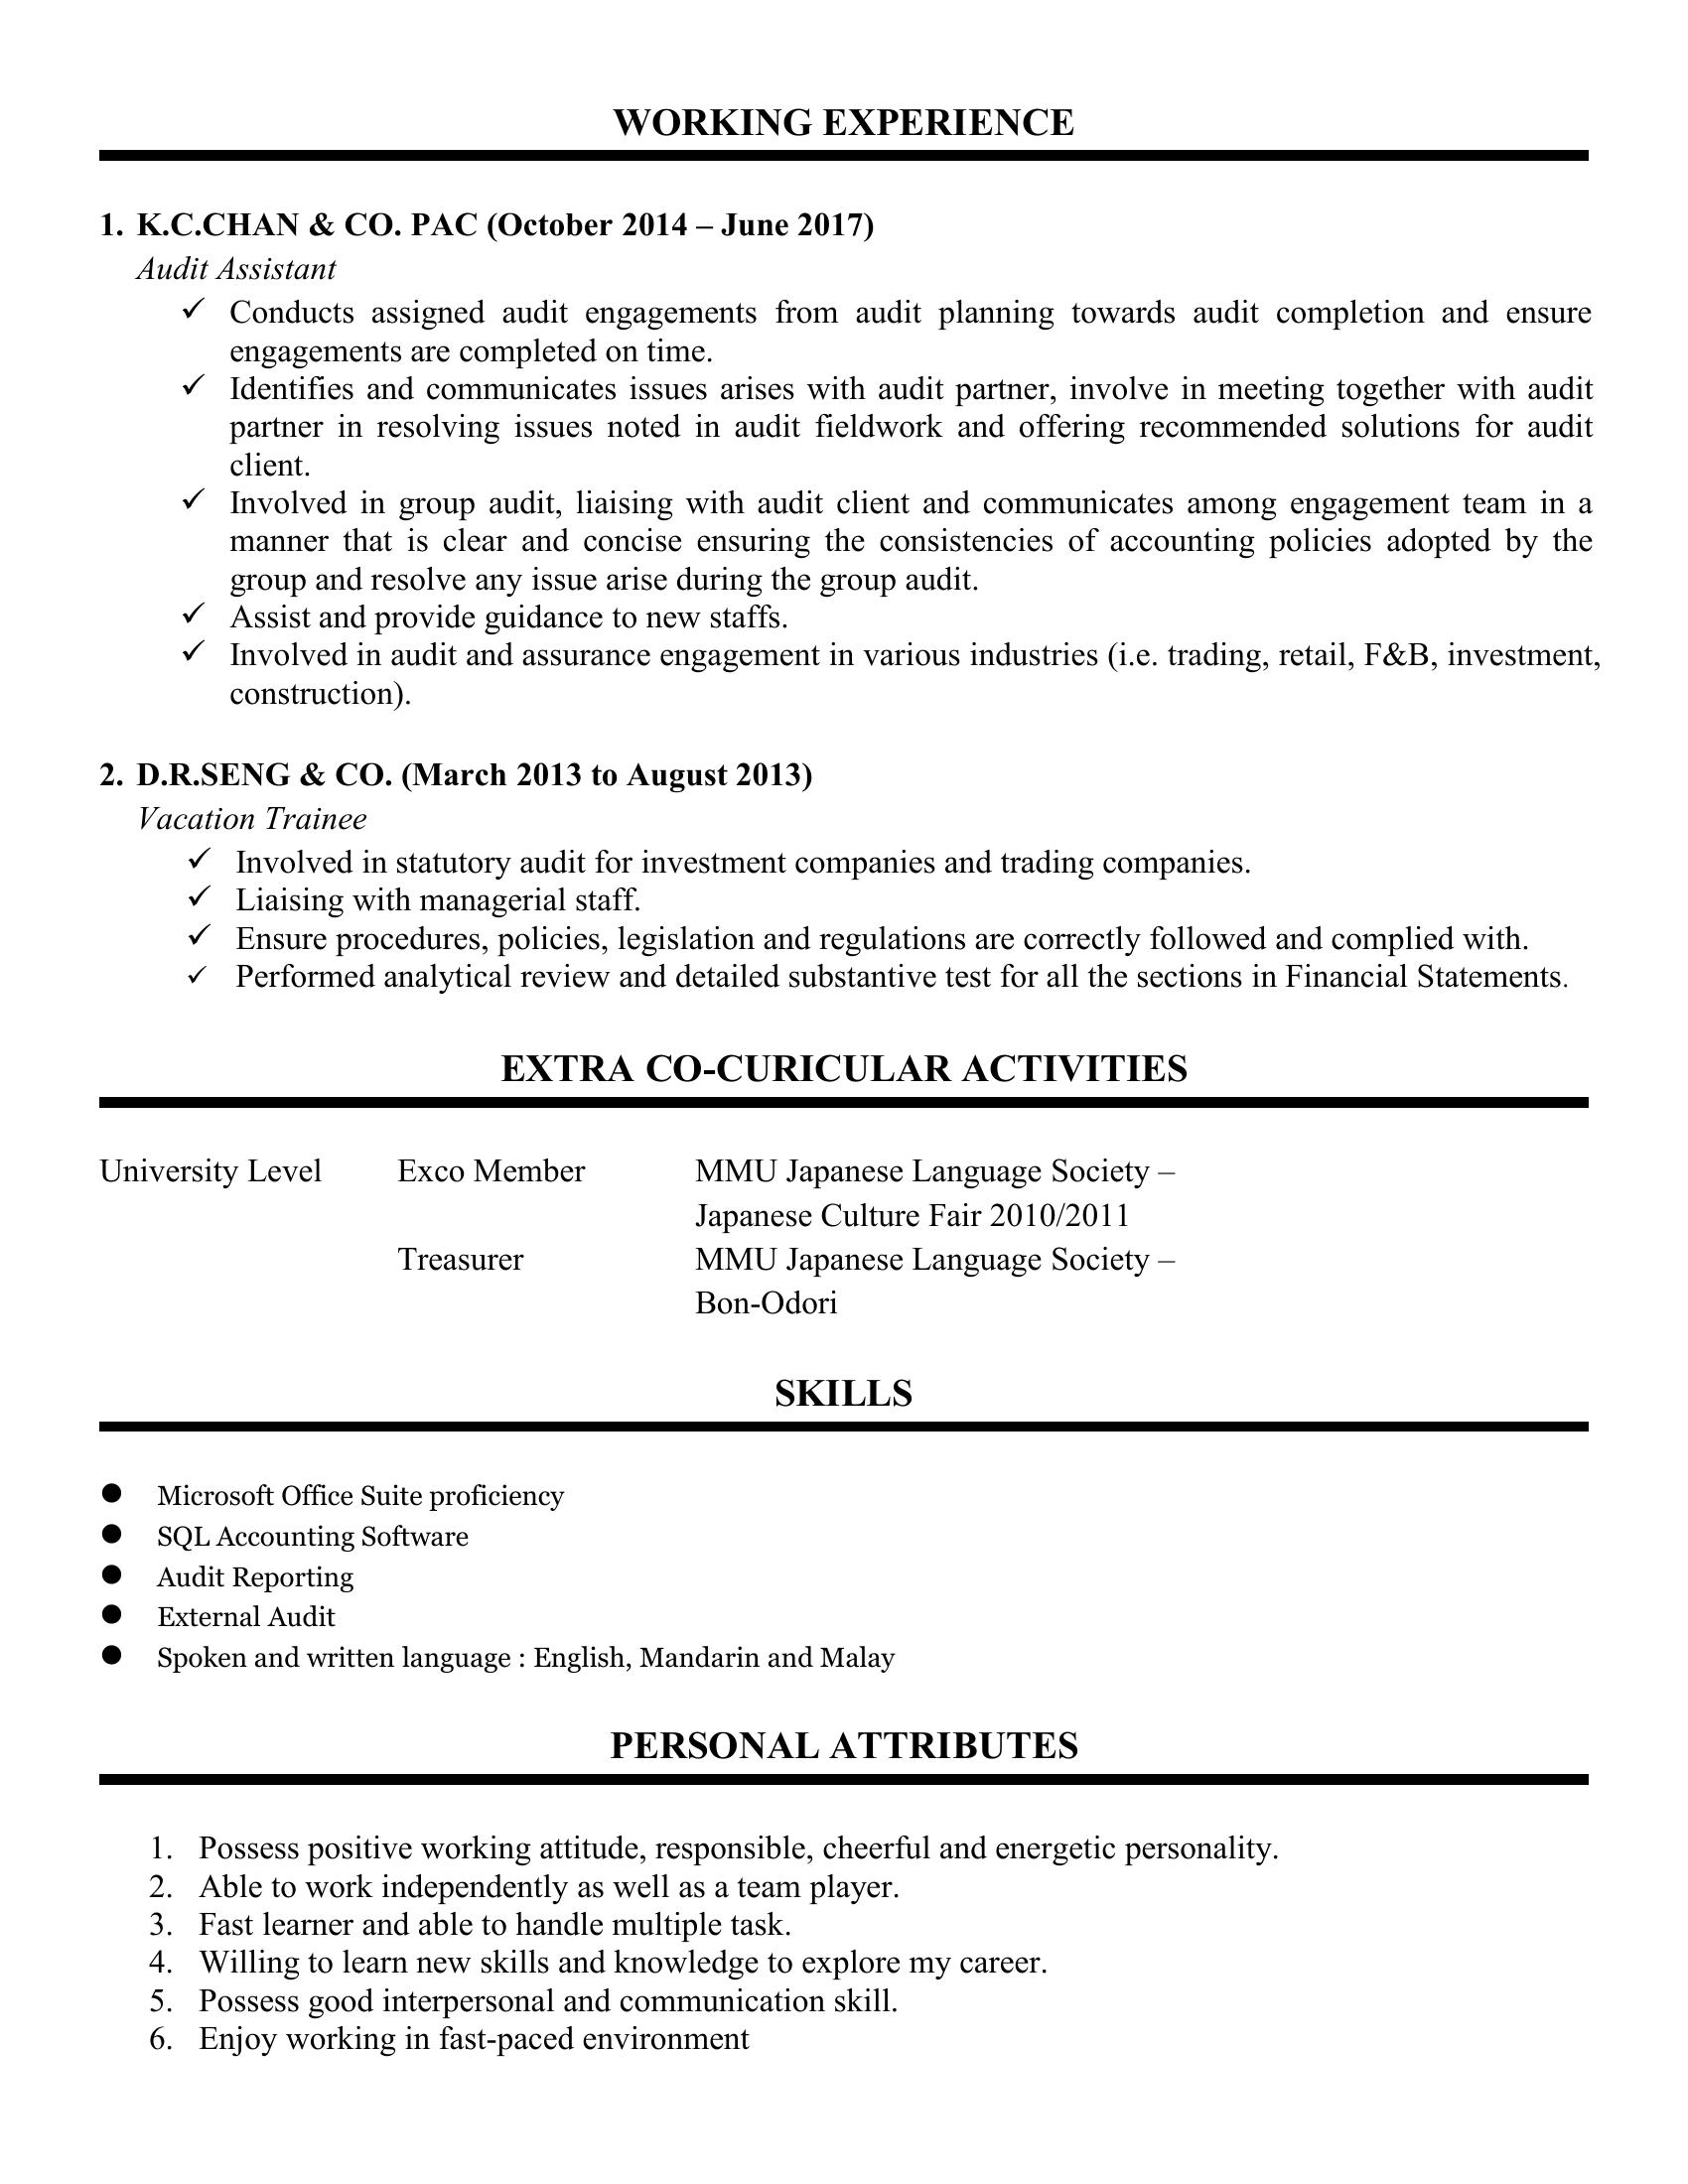 WORKING EXPERIENCE
1. K.C.CHAN & CO. PAC (October 2014 – June 2017)
Audit Assistant
✓ Conducts assigned audit engagements from audit planning towards audit completion and ensure
engagements are completed on time.
✓ Identifies and communicates issues arises with audit partner, involve in meeting together with audit
partner in resolving issues noted in audit fieldwork and offering recommended solutions for audit
client.
✓ Involved in group audit, liaising with audit client and communicates among engagement team in a
manner that is clear and concise ensuring the consistencies of accounting policies adopted by the
group and resolve any issue arise during the group audit.
✓ Assist and provide guidance to new staffs.
✓ Involved in audit and assurance engagement in various industries (i.e. trading, retail, F&B, investment,
construction).
2. D.R.SENG & CO. (March 2013 to August 2013)
Vacation Trainee
✓ Involved in statutory audit for investment companies and trading companies.
✓ Liaising with managerial staff.
✓ Ensure procedures, policies, legislation and regulations are correctly followed and complied with.
✓ Performed analytical review and detailed substantive test for all the sections in Financial Statements.
EXTRA CO-CURICULAR ACTIVITIES
University Level Exco Member MMU Japanese Language Society –
Japanese Culture Fair 2010/2011
Treasurer MMU Japanese Language Society –
Bon-Odori
SKILLS
● Microsoft Office Suite proficiency
● SQL Accounting Software
● Audit Reporting
● External Audit
● Spoken and written language : English, Mandarin and Malay
PERSONAL ATTRIBUTES
1. Possess positive working attitude, responsible, cheerful and energetic personality.
2. Able to work independently as well as a team player.
3. Fast learner and able to handle multiple task.
4. Willing to learn new skills and knowledge to explore my career.
5. Possess good interpersonal and communication skill.
6. Enjoy working in fast-paced environment